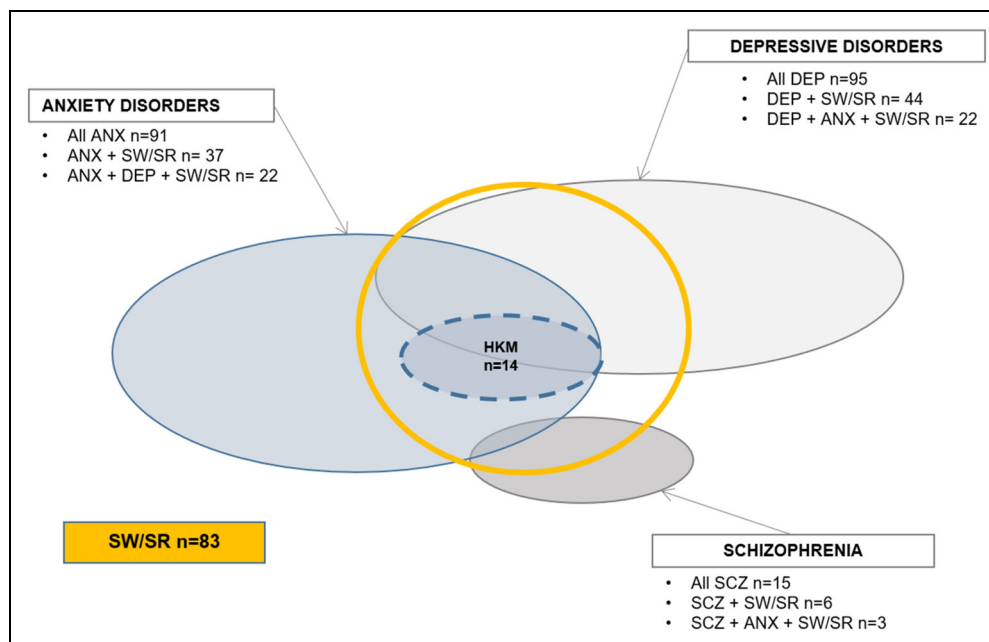 DEPRESSIVE DISORDERS
• All DEP n=95
• DEP + SW/SR n= 44
• DEP + ANX + SW/SR n= 22
ANXIETY DISORDERS
• All ANX n=91
• ANX + SW/SR n= 37
• ANX + DEP + SW/SR n= 22
HKM
n=14
SW/SR n=83
SCHIZOPHRENIA
• All SCZ n=15
• SCZ + SW/SR n=6
• SCZ + ANX + SW/SR n=3